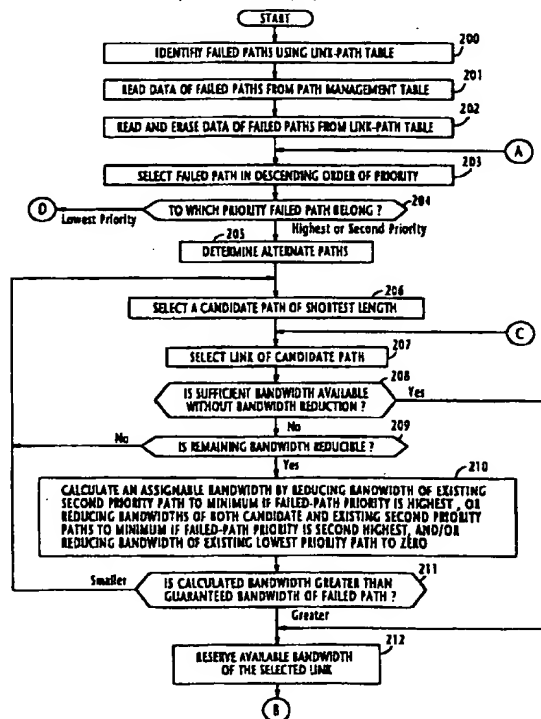 START
200
IDENTIFY FAILED PATHS USING LINK-PATH TABLE
201
READ DATA OF FAILED PATHS FROM PATH MANAGEMENT TABLE
202
READ AND ERASE DATA OF FAILED PATHS FROM LINK-PATH TABLE
A
203
SELECT FAILED PATH IN DESCENDING ORDER OF PRIORITY
204
D
TO WHICH PRIORITY FAILED PATH BELONG ?
Lowest Priority
Highest or Second Priority
205
DETERMINE ALTERNATE PATHS
206
SELECT A CANDIDATE PATH OF SHORTEST LENGTH
C
207
SELECT LINK OF CANDIDATE PATH
208
IS SUFFICIENT BANDWIDTH AVAILABLE
WITHOUT BANDWIDTH REDUCTION ?
Yes
No
209
No
IS REMAINING BANDWIDTH REDUCIBLE ?
Yes
210
CALCULATE AN ASSIGNABLE BANDWIDTH BY REDUCING BANDWIDTH OF EXISTING
SECOND PRIORITY PATH TO MINIMUM IF FAILED-PATH PRIORITY IS HIGHEST , OR
REDUCING BANDWIDTHS OF BOTH CANDIDATE AND EXISTING SECOND PRIORITY
PATHS TO MINIMUM IF FAILED-PATH PRIORITY IS SECOND HIGHEST, AND/OR
REDUCING BANDWIDTH OF EXISTING LOWEST PRIORITY PATH TO ZERO
211
Smaller
IS CALCULATED BANDWIDTH GREATER THAN
GUARANTEED BANDWIDTH OF FAILED PATH ?
Greater
212
RESERVE AVAILABLE BANDWIDTH
OF THE SELECTED LINK
B